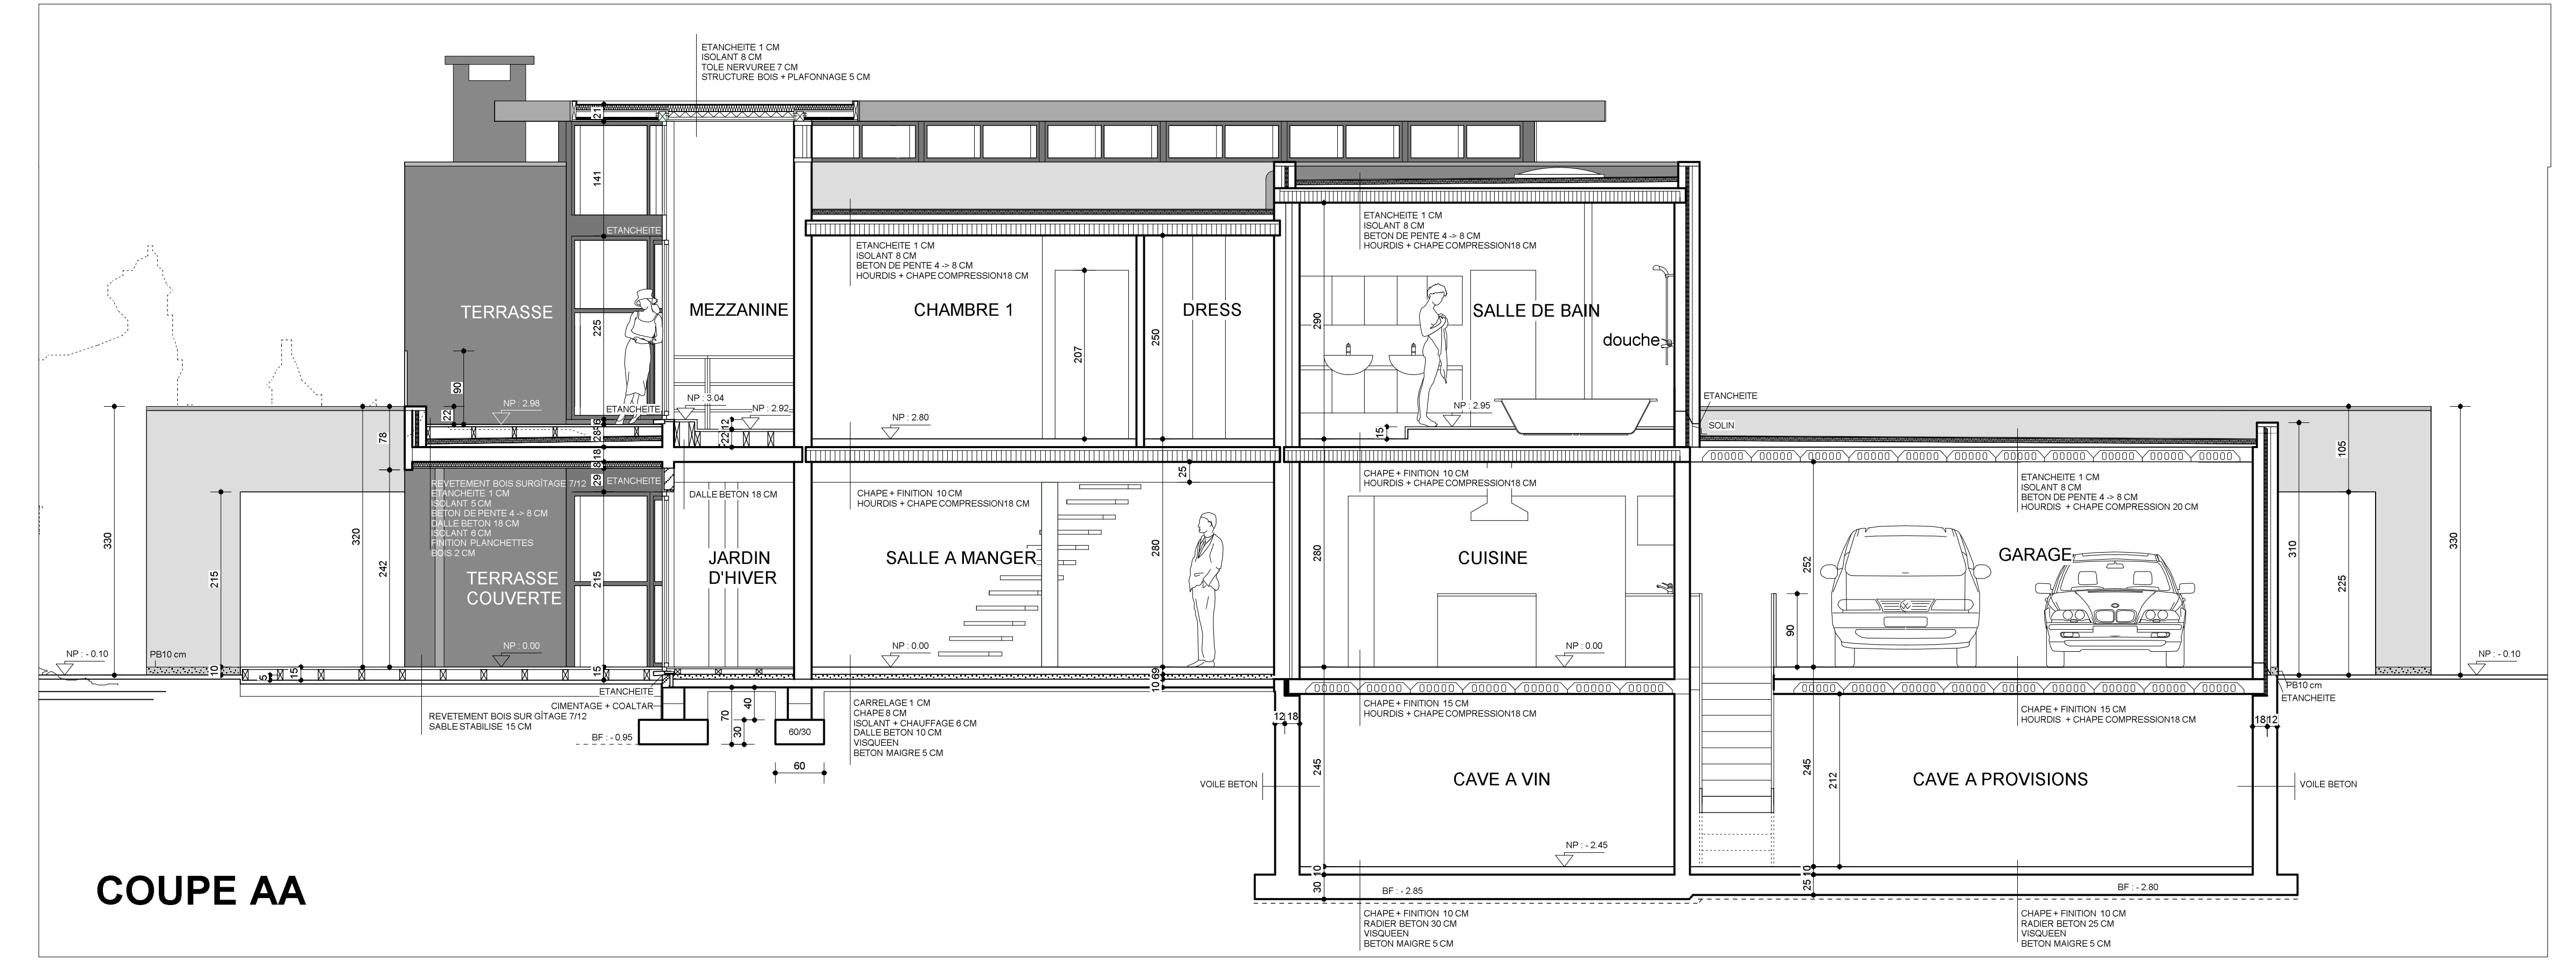 ETANCHEITE 1 CM
ISOLANT 8 CM
TOLE NERVUREE 7 CM
STRUCTURE BOIS + PLAFONNAGE 5 CM
21
141
ETANCHEITE
225
TERRASSE
MEZZANINE
ETANCHEITE 1 CM
ISOLANT 8 CM
BETON DE PENTE 4 -> 8 CM
HOURDIS + CHAPE COMPRESSION18 CM
CHAMBRE 1
207
250
DRESS
ETANCHEITE 1 CM
ISOLANT 8 CM
BETON DE PENTE 4 -> 8 CM
HOURDIS + CHAPE COMPRESSION18 CM
290
SALLE DE BAIN
douche
90
22
NP : 2.98
ETANCHEITE
NP : 3.04
NP : 2.92
12
22
NP : 2.80
NP : 2.95
15
ETANCHEITE
SOLIN
6
28
18
8
29
78
330
215
320
242
REVETEMENT BOIS SURGÎTAGE 7/12
ETANCHEITE 1 CM
ISOLANT 5 CM
BETON DE PENTE 4 -> 8 CM
DALLE BETON 18 CM
ISOLANT 6 CM
FINITION PLANCHETTES
BOIS 2 CM
ETANCHEITE
TERRASSE
COUVERTE
215
DALLE BETON 18 CM
JARDIN
D'HIVER
CHAPE + FINITION 10 CM
HOURDIS + CHAPE COMPRESSION18 CM
SALLE A MANGER
25
280
CHAPE + FINITION 10 CM
HOURDIS + CHAPE COMPRESSION18 CM
280
CUISINE
252
90
ETANCHEITE 1 CM
ISOLANT 8 CM
BETON DE PENTE 4 -> 8 CM
HOURDIS + CHAPE COMPRESSION 20 CM
GARAGE
310
105
225
330
NP : - 0.10
PB10 cm
NP : 0.00
NP : 0.00
NP : 0.00
NP : - 0.10
10
5
15
15
69
10
PB10 cm
ETANCHEITE
ETANCHEITE
CIMENTAGE + COALTAR
REVETEMENT BOIS SUR GÎTAGE 7/12
SABLE STABILISE 15 CM
BF : - 0.95
70
30
40
60/30
60
CARRELAGE 1 CM
CHAPE 8 CM
ISOLANT + CHAUFFAGE 6 CM
DALLE BETON 10 CM
VISQUEEN
BETON MAIGRE 5 CM
12
18
CHAPE + FINITION 15 CM
HOURDIS + CHAPE COMPRESSION18 CM
CHAPE + FINITION 15 CM
HOURDIS + CHAPE COMPRESSION18 CM
18
12
VOILE BETON
245
CAVE A VIN
245
212
CAVE A PROVISIONS
VOILE BETON
NP : - 2.45
10
30
BF : - 2.85
10
25
BF : - 2.80
CHAPE + FINITION 10 CM
RADIER BETON 30 CM
VISQUEEN
BETON MAIGRE 5 CM
CHAPE + FINITION 10 CM
RADIER BETON 25 CM
VISQUEEN
BETON MAIGRE 5 CM
COUPE AA